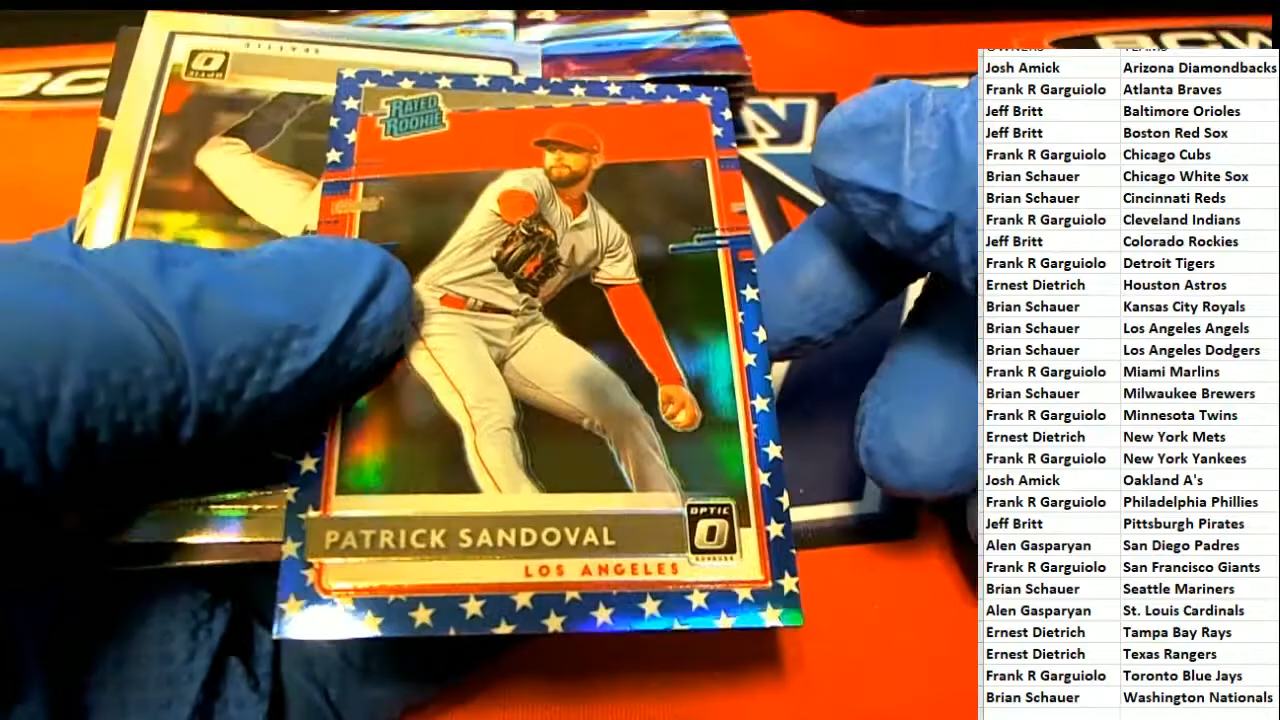 SEATTLE
OPTIC
RATED
ROOKIE
OPTIC
PATRICK SANDOVAL
LOS ANGELES
OWNERS TEAMS
Josh Amick Arizona Diamondbacks
Frank R Garguiolo Atlanta Braves
Jeff Britt Baltimore Orioles
Jeff Britt Boston Red Sox
Frank R Garguiolo Chicago Cubs
Brian Schauer Chicago White Sox
Brian Schauer Cincinnati Reds
Frank R Garguiolo Cleveland Indians
Jeff Britt Colorado Rockies
Frank R Garguiolo Detroit Tigers
Ernest Dietrich Houston Astros
Brian Schauer Kansas City Royals
Brian Schauer Los Angeles Angels
Brian Schauer Los Angeles Dodgers
Frank R Garguiolo Miami Marlins
Brian Schauer Milwaukee Brewers
Frank R Garguiolo Minnesota Twins
Ernest Dietrich New York Mets
Frank R Garguiolo New York Yankees
Josh Amick Oakland A's
Frank R Garguiolo Philadelphia Phillies
Jeff Britt Pittsburgh Pirates
Alen Gasparyan San Diego Padres
Frank R Garguiolo San Francisco Giants
Brian Schauer Seattle Mariners
Alen Gasparyan St. Louis Cardinals
Ernest Dietrich Tampa Bay Rays
Ernest Dietrich Texas Rangers
Frank R Garguiolo Toronto Blue Jays
Brian Schauer Washington Nationals